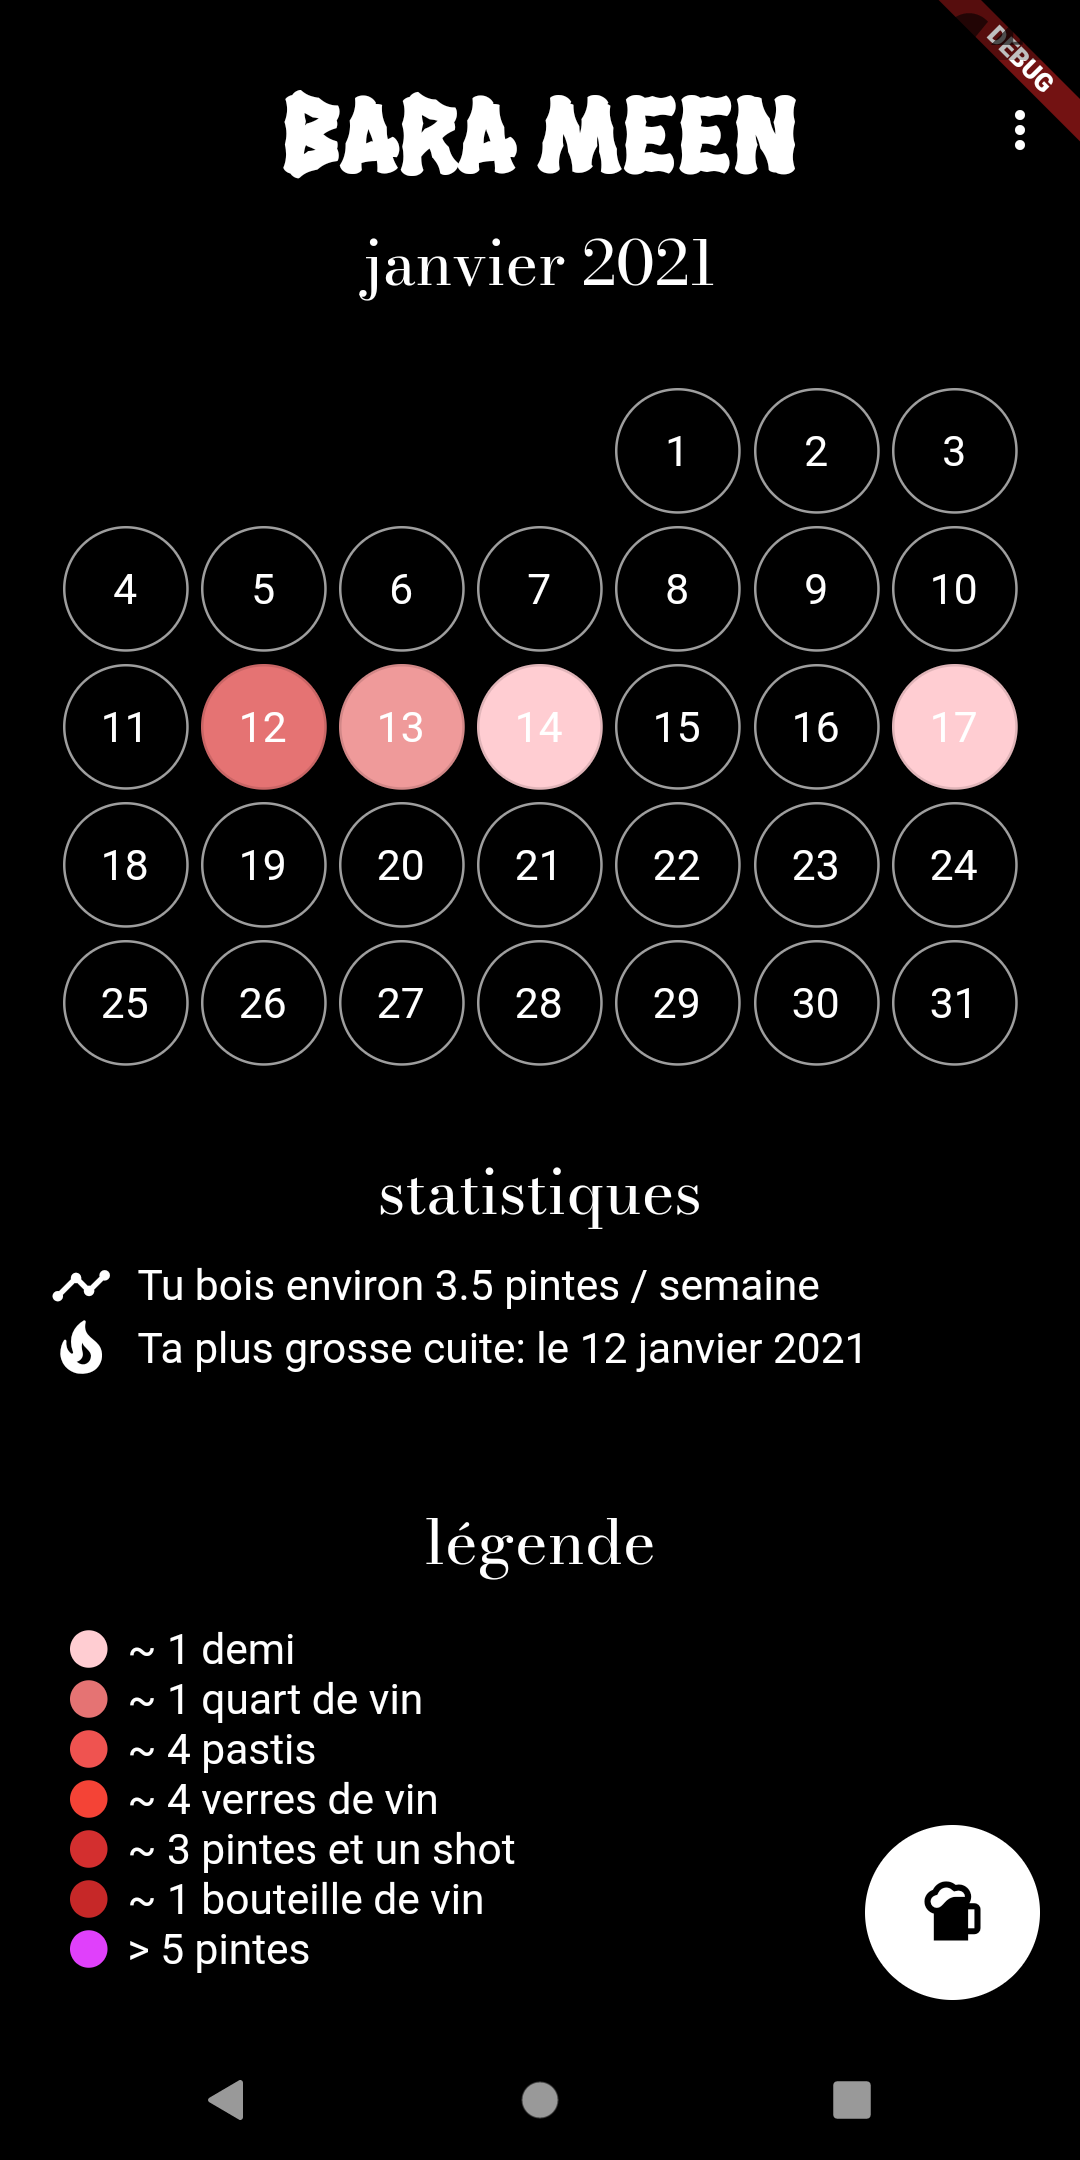 DEBUG
BARA MEEN
janvier 2021
1 2 3
4 5 6 7 8 9 10
11 12 13 14 15 16 17
18 19 20 21 22 23 24
25 26 27 28 29 30 31
statistiques
Tu bois environ 3.5 pintes / semaine
Ta plus grosse cuite: le 12 janvier 2021
légende
~ 1 demi
~ 1 quart de vin
~ 4 pastis
~ 4 verres de vin
~ 3 pintes et un shot
~ 1 bouteille de vin
> 5 pintes